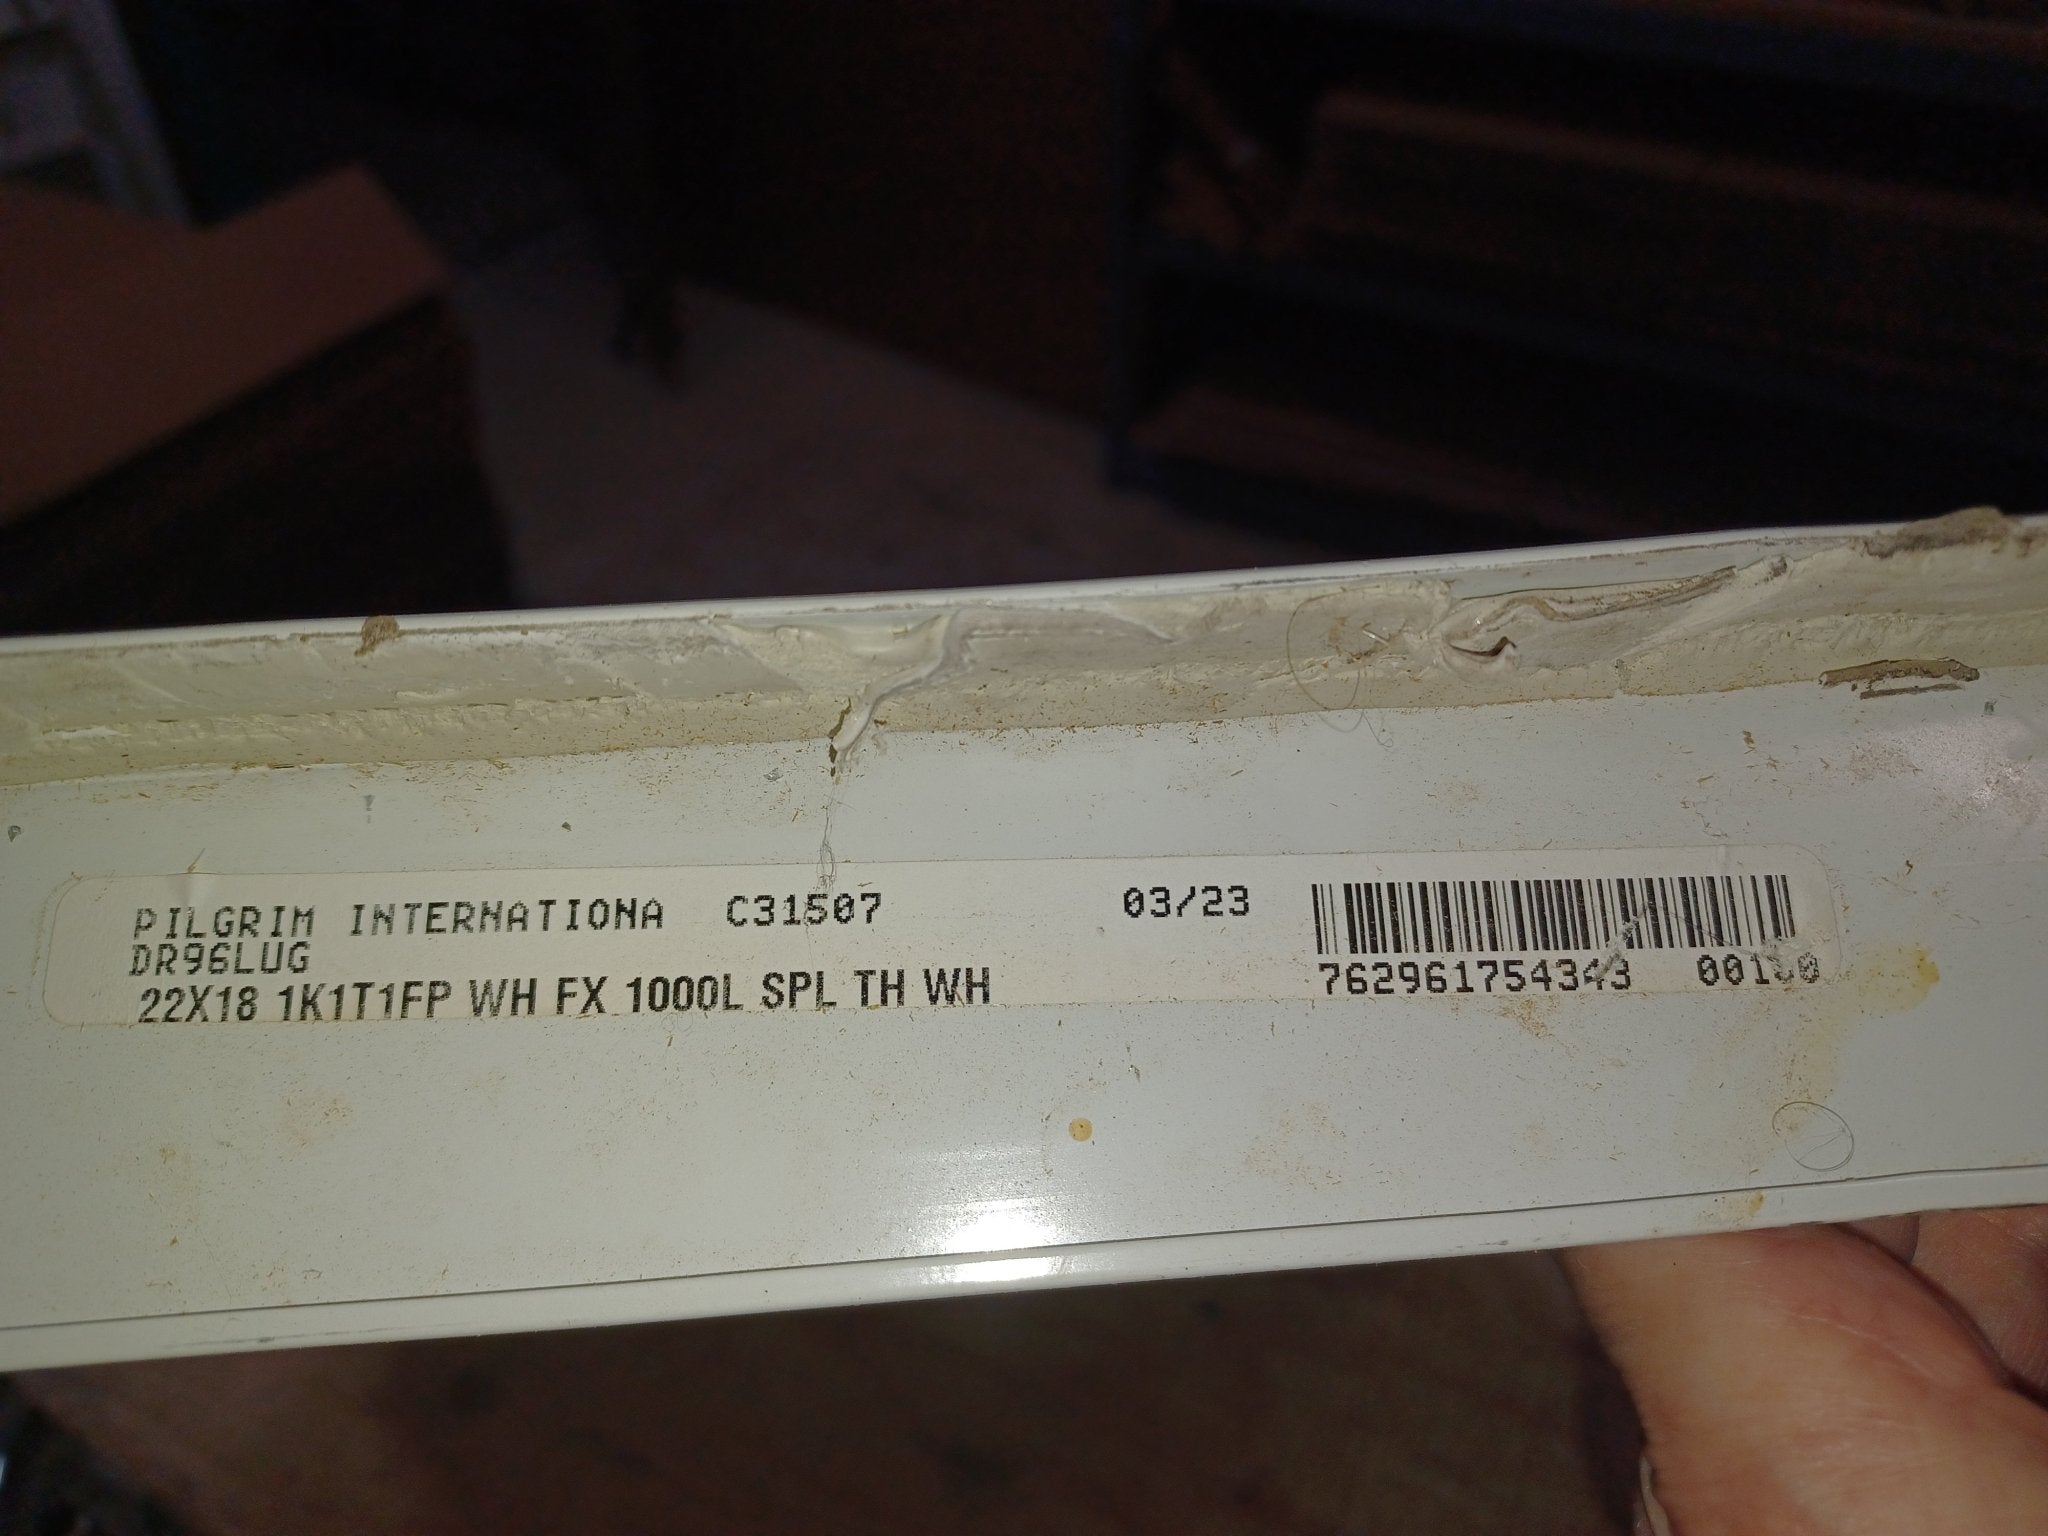 PILGRIM INTERNATIONA C31507 03/23
DR96LUG
22X18 1K1T1FP WH FX 1000L SPL TH WH
762961754343